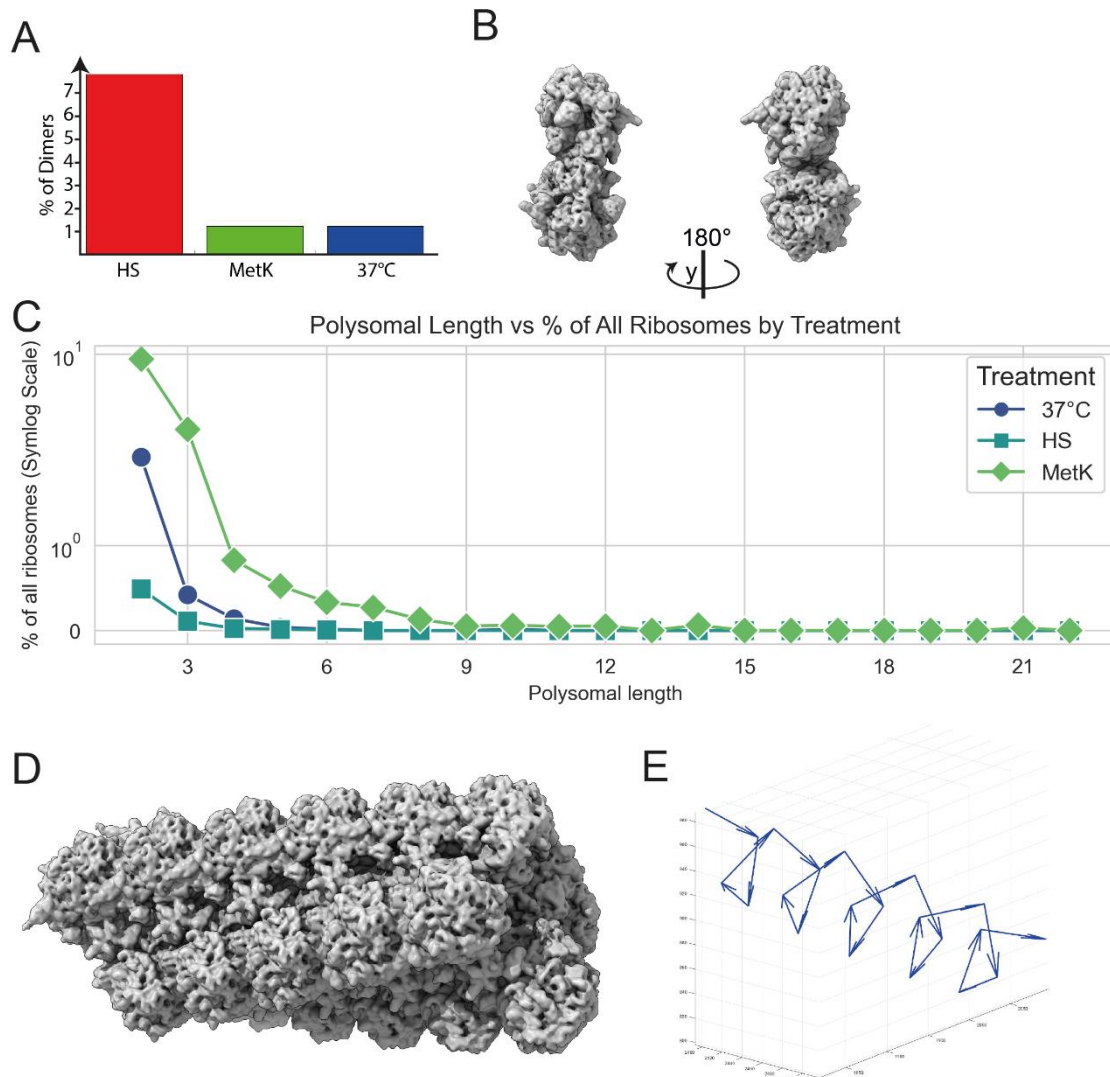 A
% of Dimers
7
6
5
4
3
2
1
HS MetK 37°C
B
180°
y
C
Polysomal Length vs % of All Ribosomes by Treatment
% of all ribosomes (Symlog Scale)
10¹
10⁰
0
Treatment
37°C
HS
MetK
3 6 9 12 15 18 21
Polysomal length
D
E